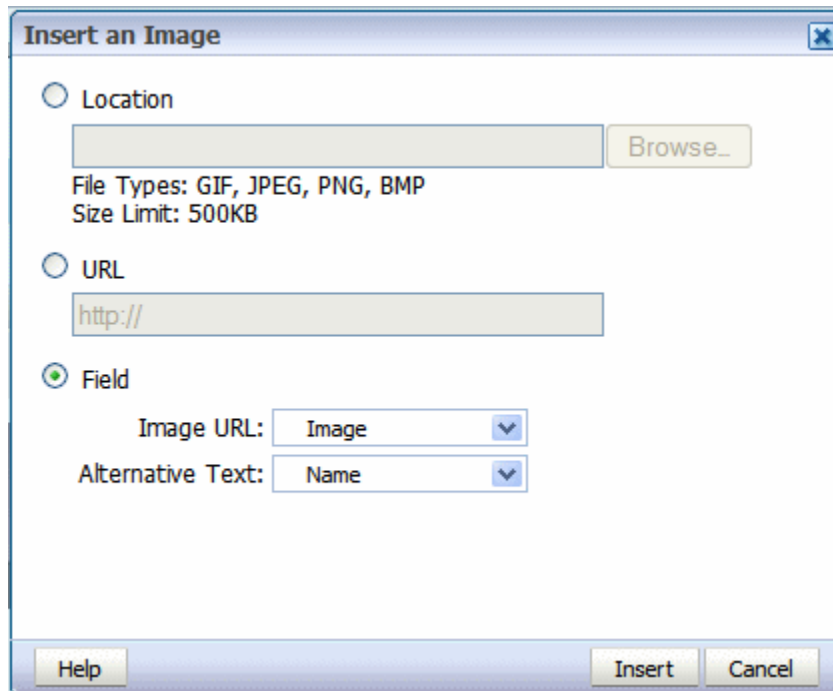 Insert an Image
Location
Browse...
File Types: GIF, JPEG, PNG, BMP
Size Limit: 500KB
URL
http://
Field
Image URL: Image
Alternative Text: Name
Help Insert Cancel